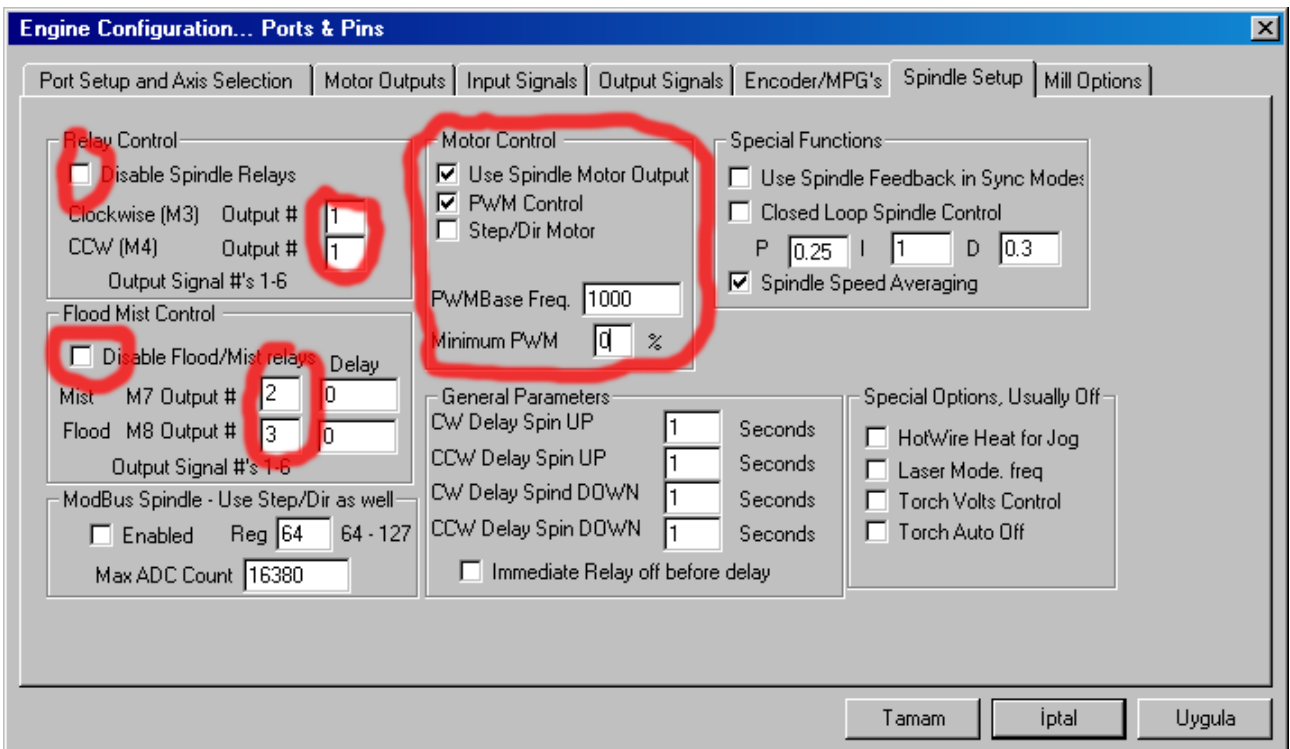 Engine Configuration... Ports & Pins
Port Setup and Axis Selection
Motor Outputs
Input Signals
Output Signals
Encoder/MPG's
Spindle Setup
Mill Options
Relay Control
Disable Spindle Relays
Clockwise (M3) Output # 1
CCW (M4) Output # 1
Output Signal #'s 1-6
Flood Mist Control
Disable Flood/Mist relays
Delay
Mist M7 Output # 2 0
Flood M8 Output # 3 0
Output Signal #'s 1-6
ModBus Spindle - Use Step/Dir as well
Enabled Reg 64 64 - 127
Max ADC Count 16380
Motor Control
Use Spindle Motor Output
PWM Control
Step/Dir Motor
PWMBase Freq. 1000
Minimum PWM 0 %
General Parameters
CW Delay Spin UP 1 Seconds
CCW Delay Spin UP 1 Seconds
CW Delay Spind DOWN 1 Seconds
CCW Delay Spin DOWN 1 Seconds
Immediate Relay off before delay
Special Functions
Use Spindle Feedback in Sync Modes
Closed Loop Spindle Control
P 0.25 I 1 D 0.3
Spindle Speed Averaging
Special Options, Usually Off
HotWire Heat for Jog
Laser Mode. freq
Torch Volts Control
Torch Auto Off
Tamam
İptal
Uygula